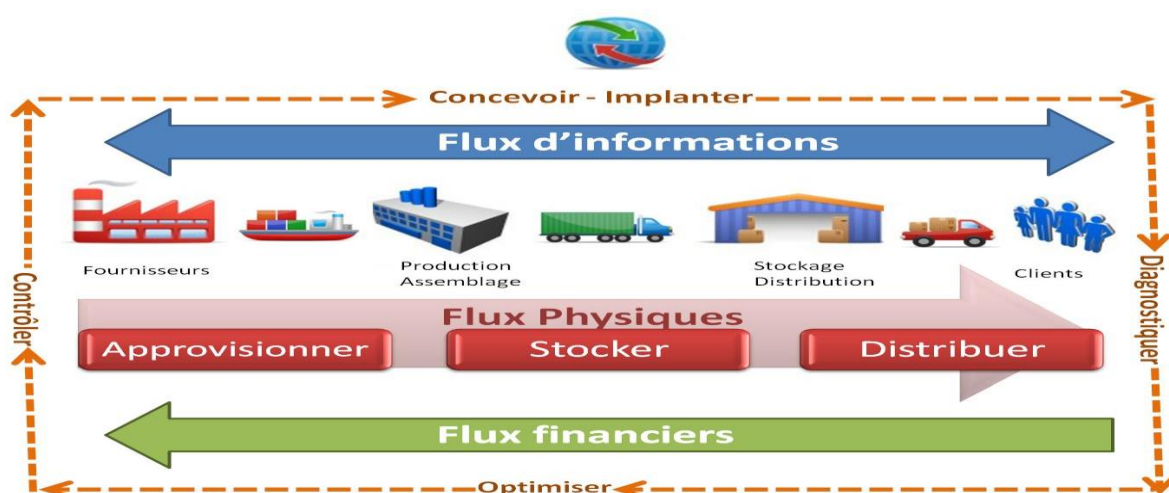 Concevoir - Implanter
Flux d'informations
Fournisseurs
Production
Assemblage
Stockage
Distribution
Clients
Contrôler
Diagnostiquer
Flux Physiques
Approvisionner
Stocker
Distribuer
Flux financiers
Optimiser